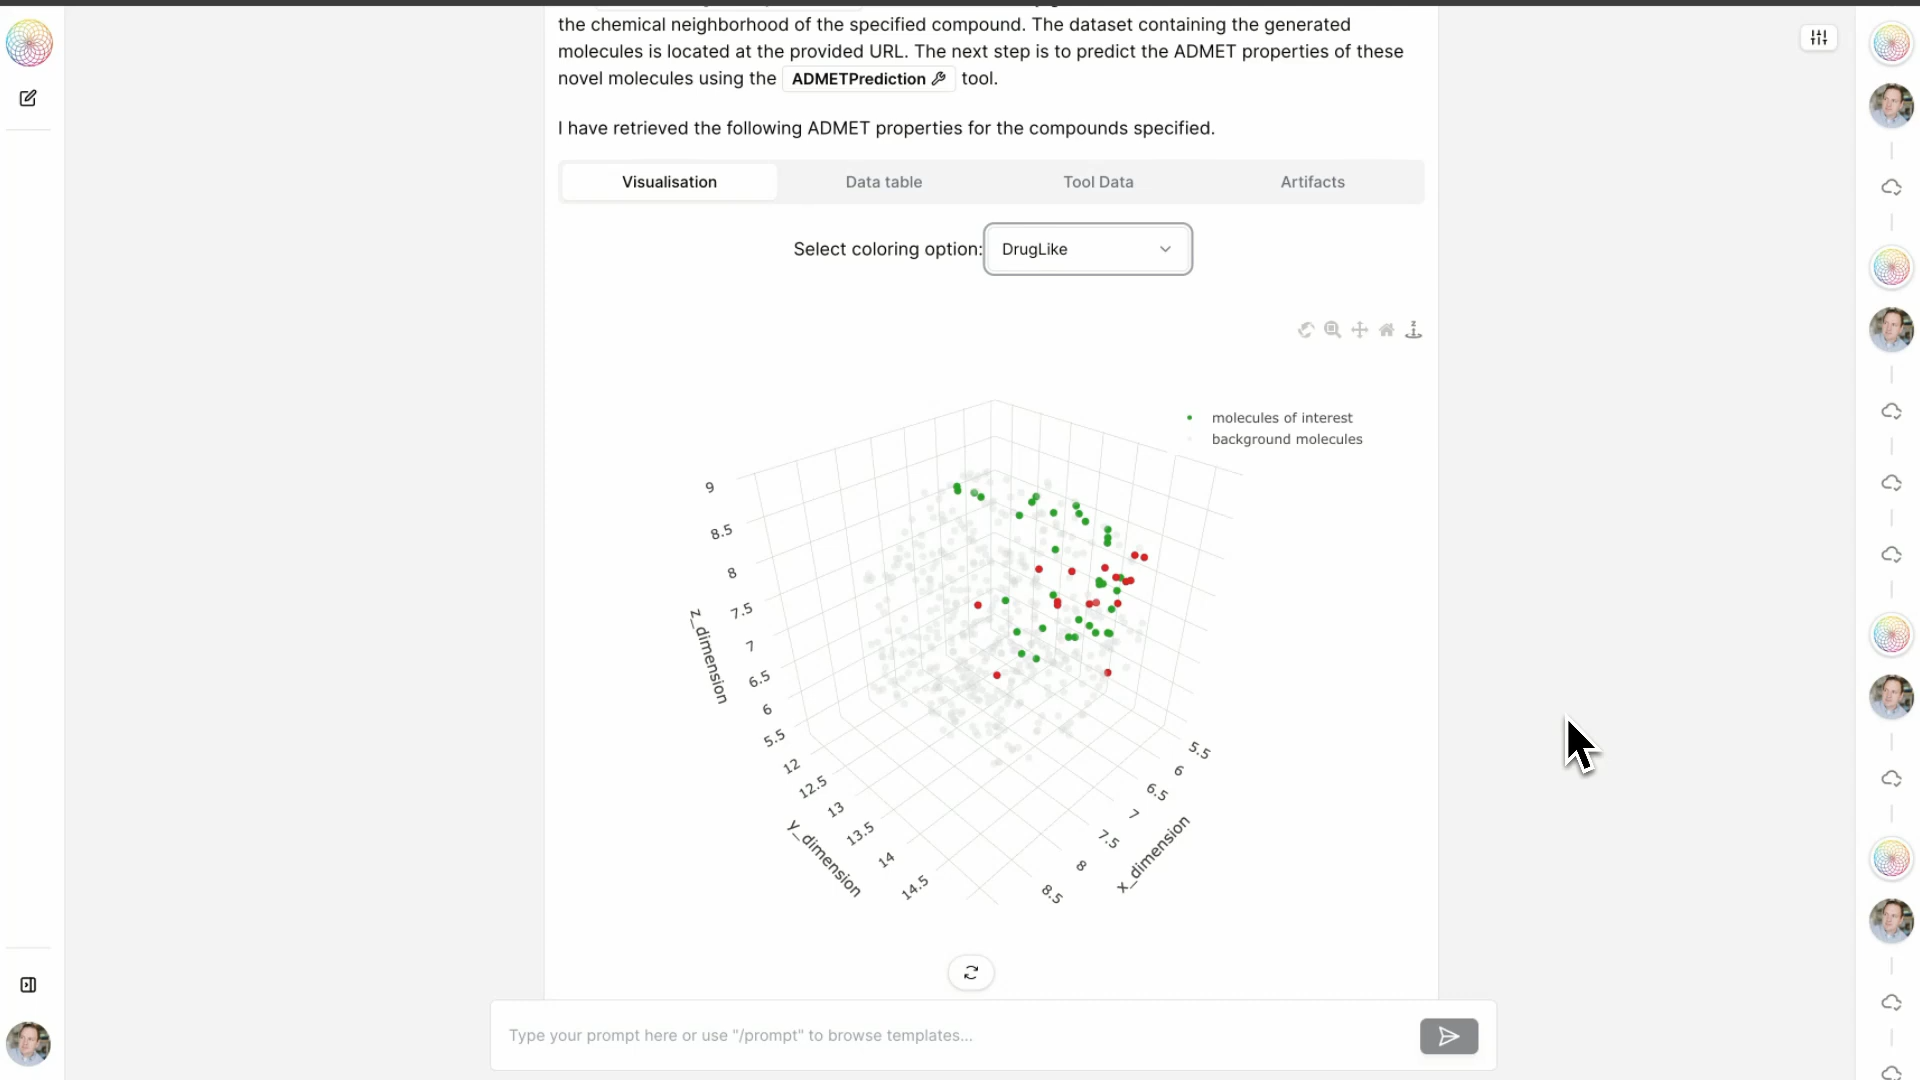 the chemical neighborhood of the specified compound. The dataset containing the generated
molecules is located at the provided URL. The next step is to predict the ADMET properties of these
novel molecules using the ADMETPrediction tool.
I have retrieved the following ADMET properties for the compounds specified.
Visualisation Data table Tool Data Artifacts
Select coloring option: DrugLike
molecules of interest
background molecules
9
8.5
8
7.5
7
6.5
6
5.5
z_dimension
12
12.5
13
13.5
14
14.5
y_dimension
5.5
6
6.5
7
7.5
8
8.5
x_dimension
Type your prompt here or use "/prompt" to browse templates...